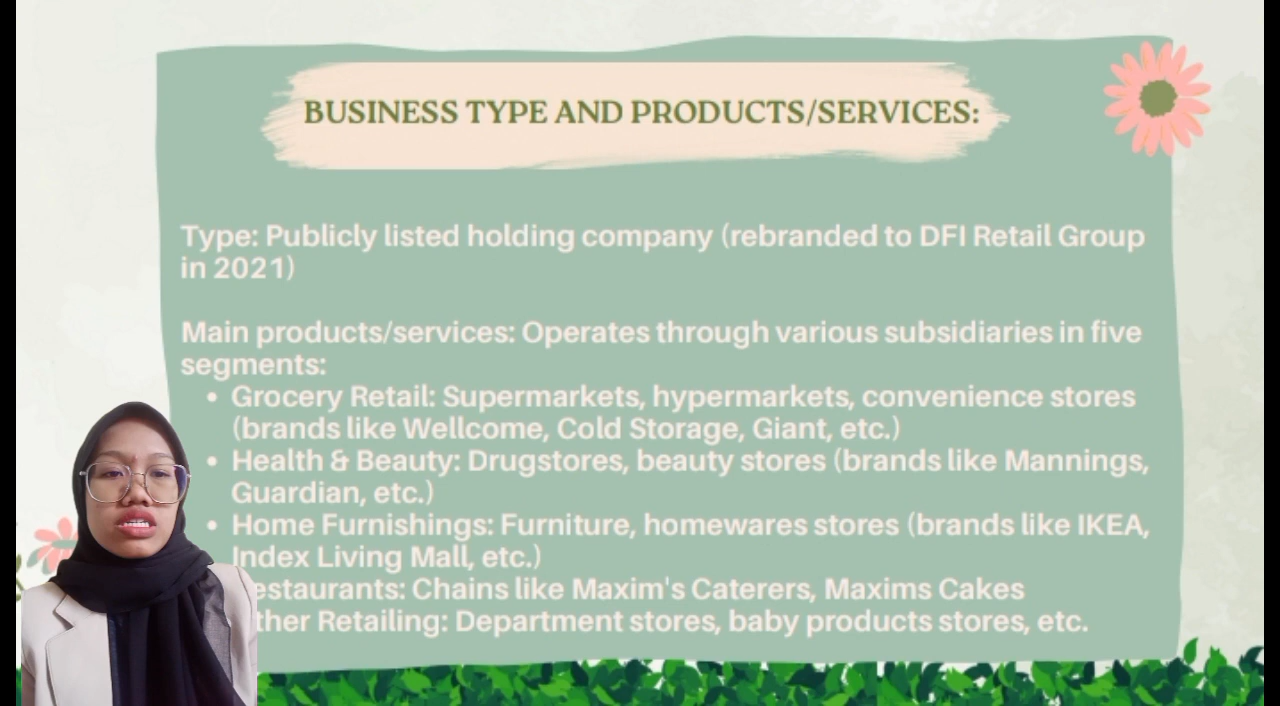 BUSINESS TYPE AND PRODUCTS/SERVICES:
Type: Publicly listed holding company (rebranded to DFI Retail Group
in 2021)
Main products/services: Operates through various subsidiaries in five
segments:
• Grocery Retail: Supermarkets, hypermarkets, convenience stores
(brands like Wellcome, Cold Storage, Giant, etc.)
• Health & Beauty: Drugstores, beauty stores (brands like Mannings,
Guardian, etc.)
• Home Furnishings: Furniture, homewares stores (brands like IKEA,
Index Living Mall, etc.)
estaurants: Chains like Maxim's Caterers, Maxims Cakes
ther Retailing: Department stores, baby products stores, etc.